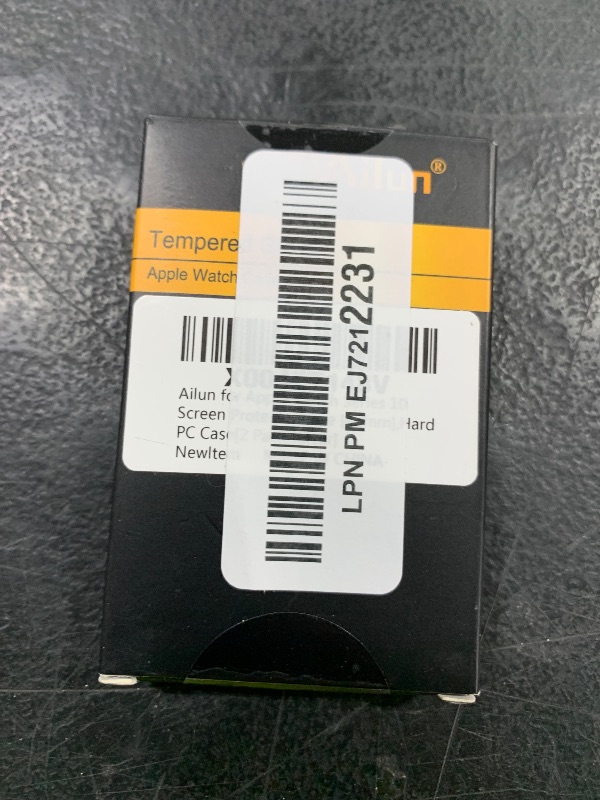 ilun®
Tempere
Apple Watch
X00
Ailun fo
Screen Hard
PC Case
NewIte CHINA
LPN PM EJ7212231